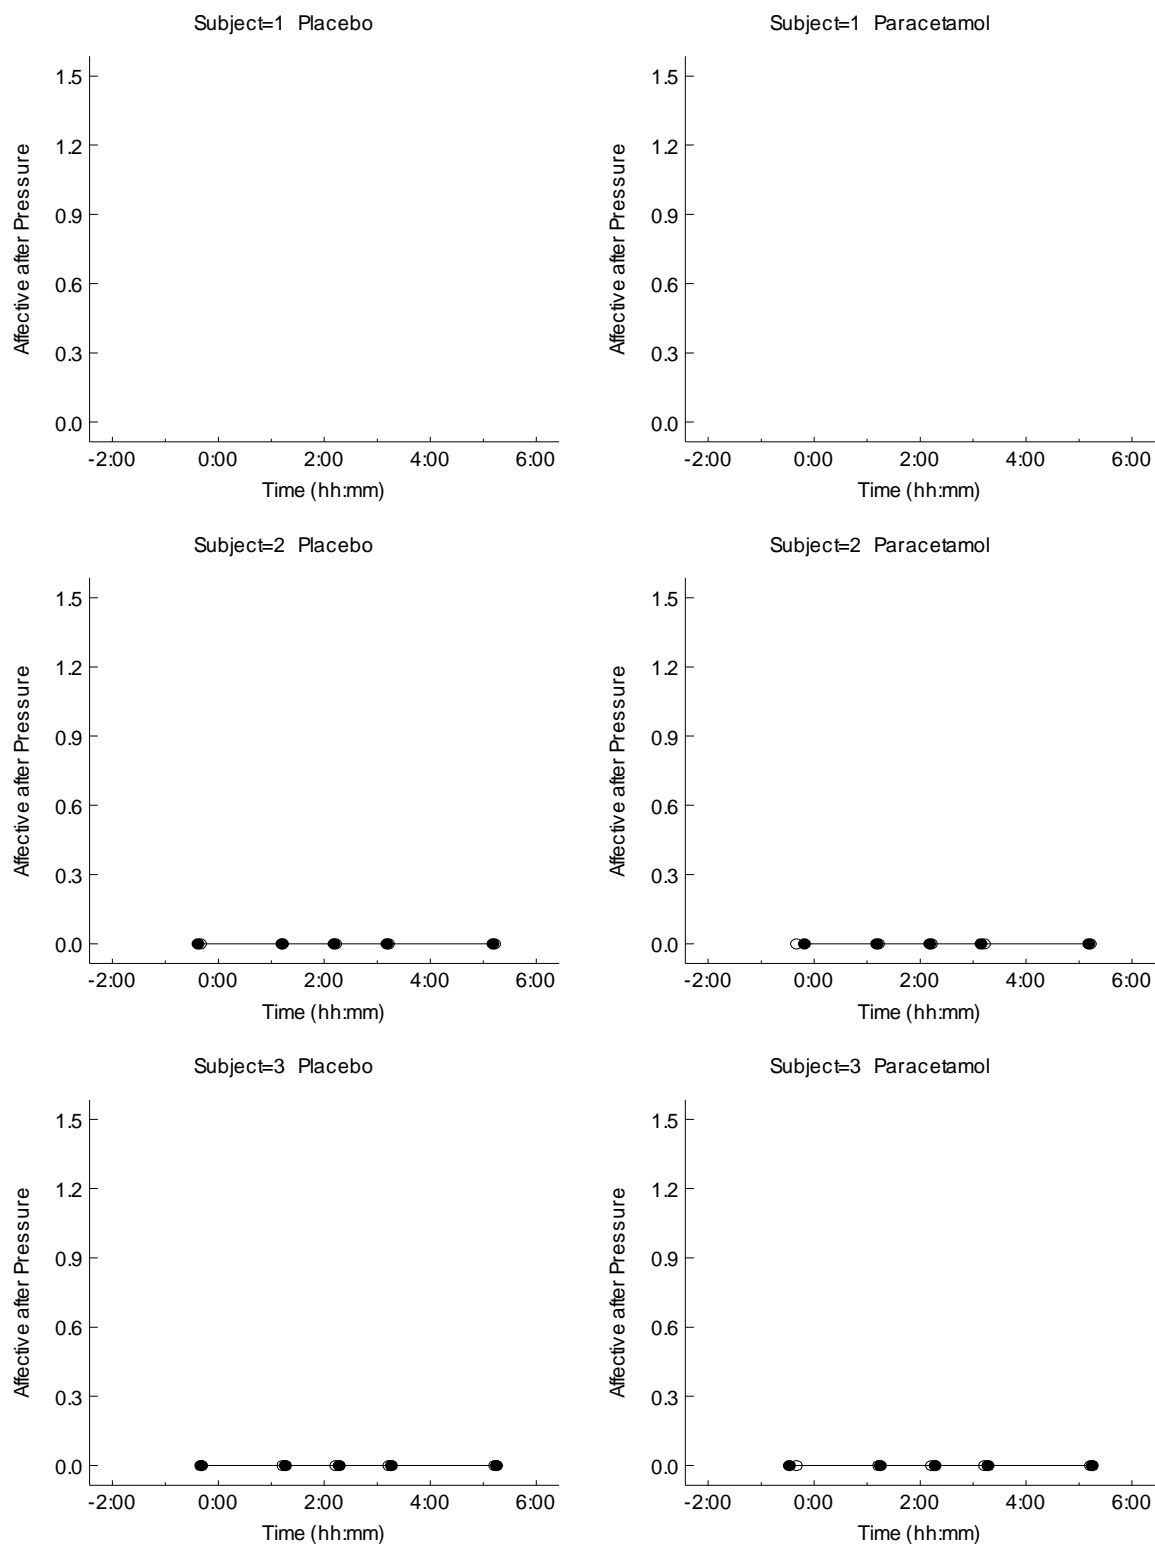 Subject=1 Placebo
Subject=1 Paracetamol
Affective after Pressure
1.5
1.2
0.9
0.6
0.3
0.0
-2:00 0:00 2:00 4:00 6:00
Time (hh:mm)
Affective after Pressure
1.5
1.2
0.9
0.6
0.3
0.0
-2:00 0:00 2:00 4:00 6:00
Time (hh:mm)
Subject=2 Placebo
Subject=2 Paracetamol
Affective after Pressure
1.5
1.2
0.9
0.6
0.3
0.0
-2:00 0:00 2:00 4:00 6:00
Time (hh:mm)
Affective after Pressure
1.5
1.2
0.9
0.6
0.3
0.0
-2:00 0:00 2:00 4:00 6:00
Time (hh:mm)
Subject=3 Placebo
Subject=3 Paracetamol
Affective after Pressure
1.5
1.2
0.9
0.6
0.3
0.0
-2:00 0:00 2:00 4:00 6:00
Time (hh:mm)
Affective after Pressure
1.5
1.2
0.9
0.6
0.3
0.0
-2:00 0:00 2:00 4:00 6:00
Time (hh:mm)